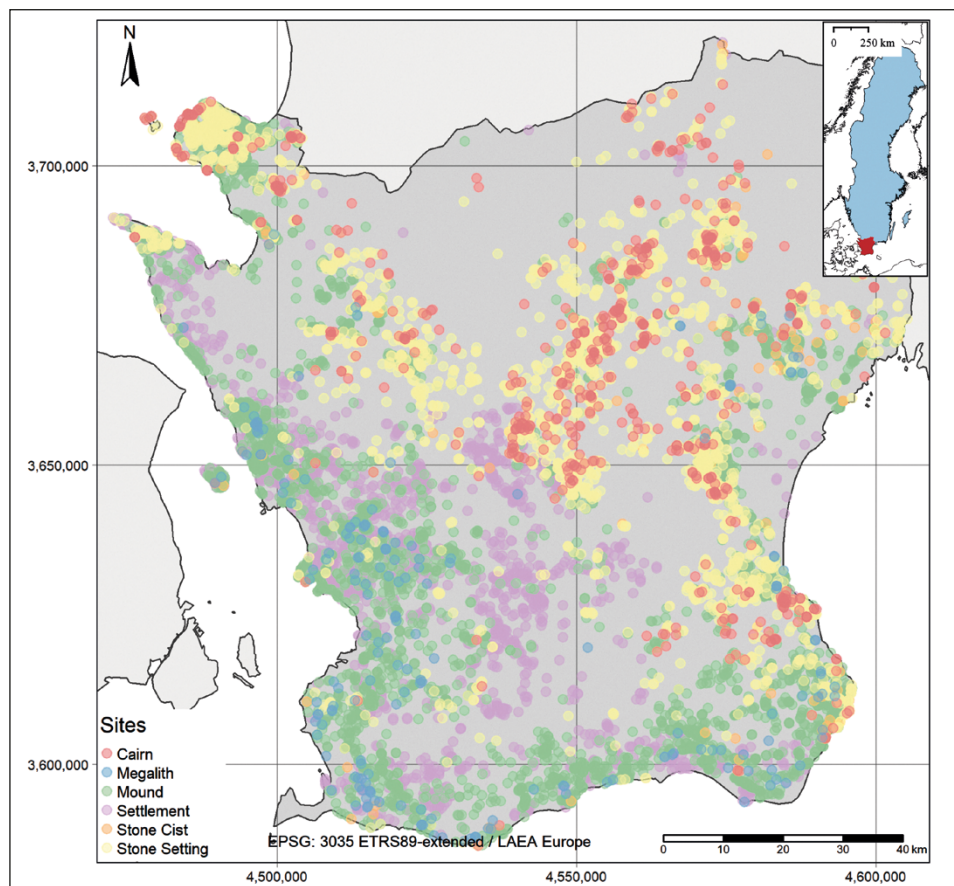 N
0 250 km
3,700,000
3,650,000
3,600,000
Sites
Cairn
Megalith
Mound
Settlement
Stone Cist
Stone Setting
EPSG: 3035 ETRS89-extended / LAEA Europe
0 10 20 30 40 km
4,500,000 4,550,000 4,600,000